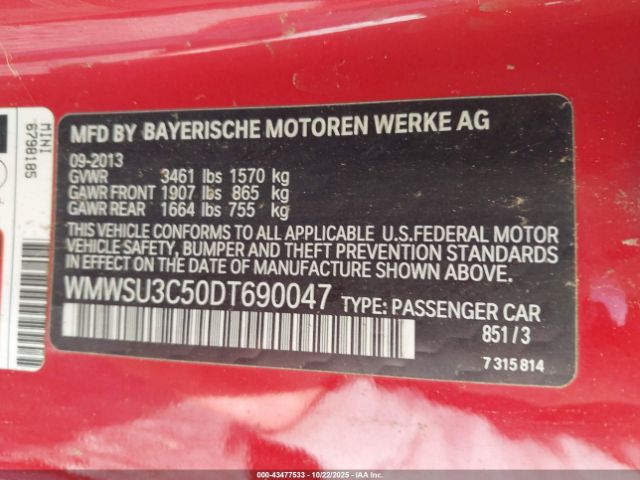 MFD BY BAYERISCHE MOTOREN WERKE AG
09-2013
GVWR 3461 lbs 1570 kg
GAWR FRONT 1907 lbs 865 kg
GAWR REAR 1664 lbs 755 kg
THIS VEHICLE CONFORMS TO ALL APPLICABLE U.S.FEDERAL MOTOR
VEHICLE SAFETY, BUMPER AND THEFT PREVENTION STANDARDS
IN EFFECT ON THE DATE OF MANUFACTURE SHOWN ABOVE.
WMWSU3C50DT690047 TYPE: PASSENGER CAR
851/3
7 315 814
MINI
6798185
000-43477533 - 10/22/2025 - Copyright IAA, LLC